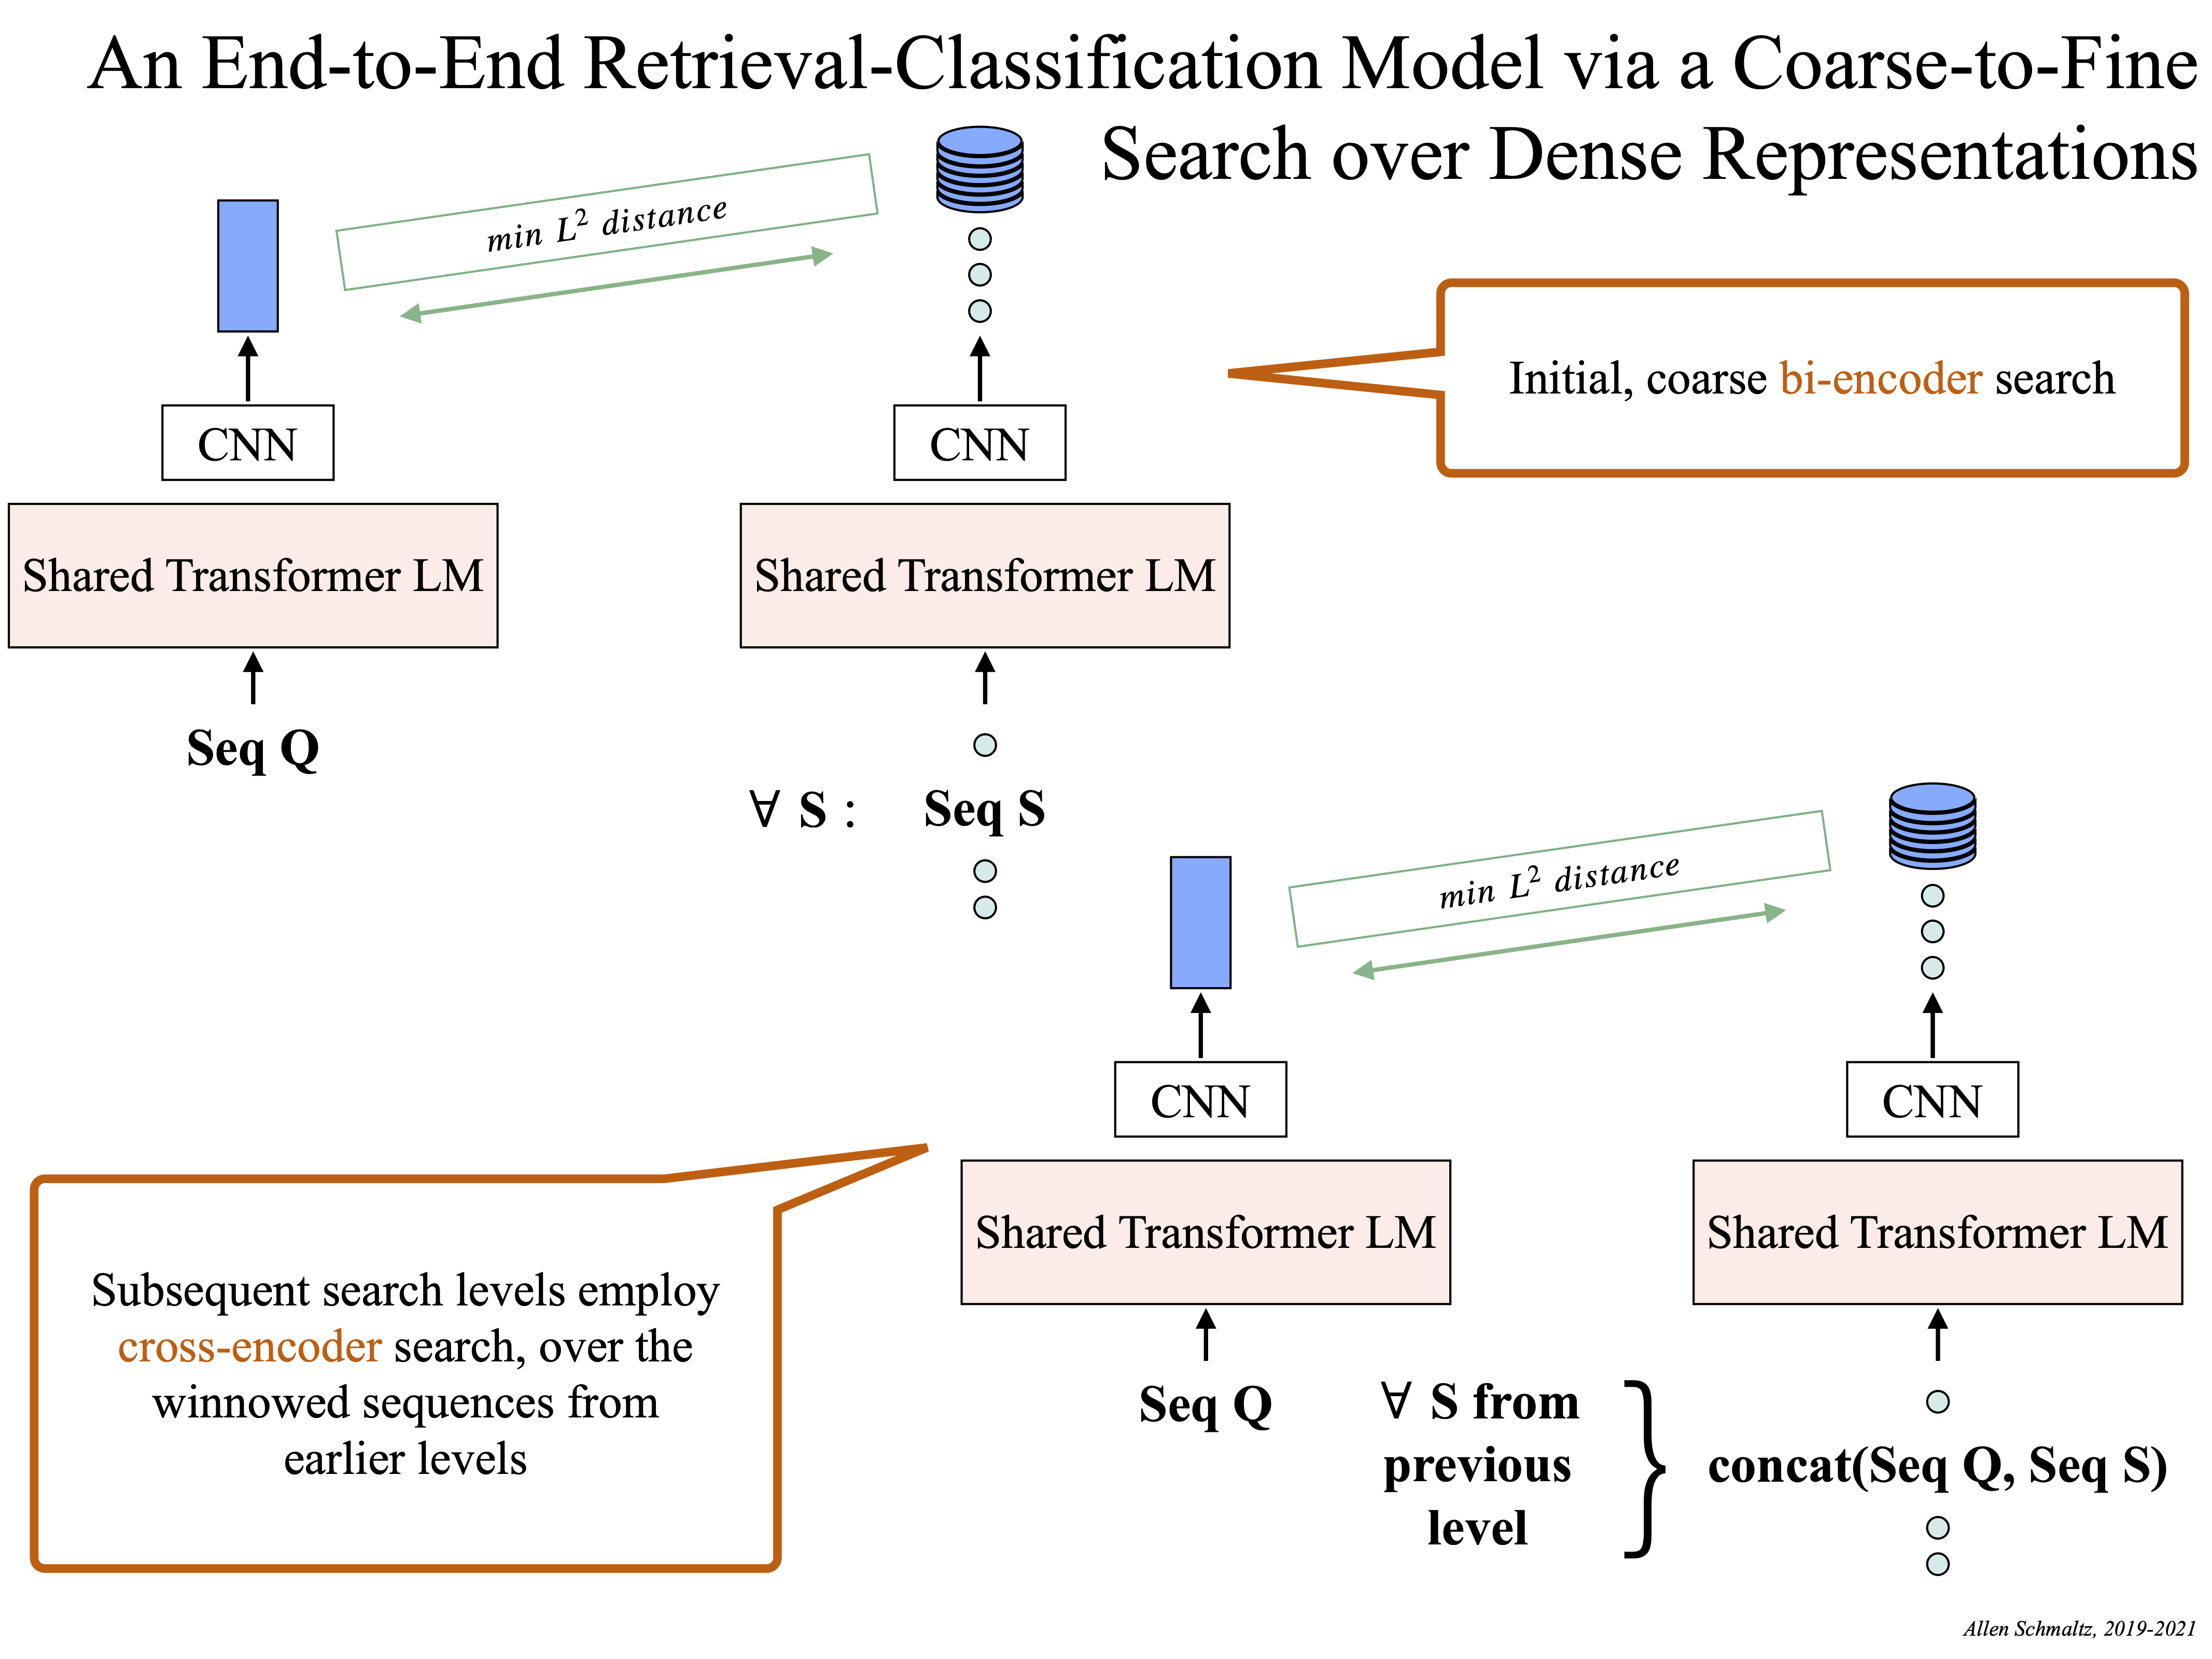 An End-to-End Retrieval-Classification Model via a Coarse-to-Fine
Search over Dense Representations
min L² distance
CNN
CNN
Initial, coarse bi-encoder search
Shared Transformer LM
Shared Transformer LM
Seq Q
∀ S :
Seq S
min L² distance
CNN
CNN
Shared Transformer LM
Shared Transformer LM
Subsequent search levels employ
cross-encoder search, over the
winnowed sequences from
earlier levels
Seq Q
∀ S from
previous
level
}
concat(Seq Q, Seq S)
Allen Schmaltz, 2019-2021